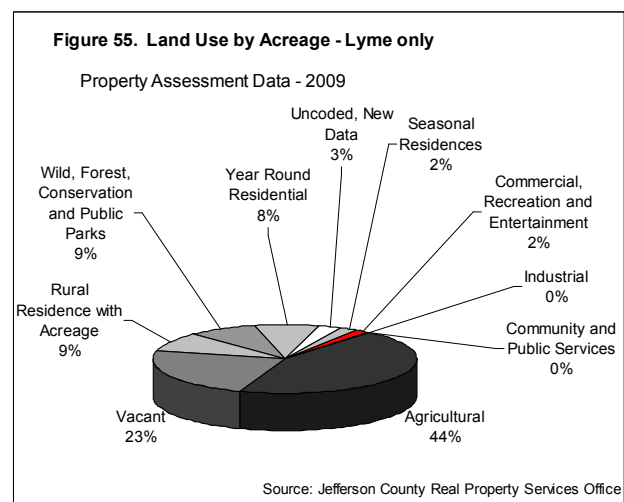 Figure 55. Land Use by Acreage - Lyme only
Property Assessment Data - 2009
Uncoded, New
Data
3%
Seasonal
Residences
2%
Wild, Forest,
Conservation
and Public
Parks
9%
Year Round
Residential
8%
Commercial,
Recreation and
Entertainment
2%
Industrial
0%
Rural
Residence with
Acreage
9%
Community and
Public Services
0%
Vacant
23%
Agricultural
44%
Source: Jefferson County Real Property Services Office